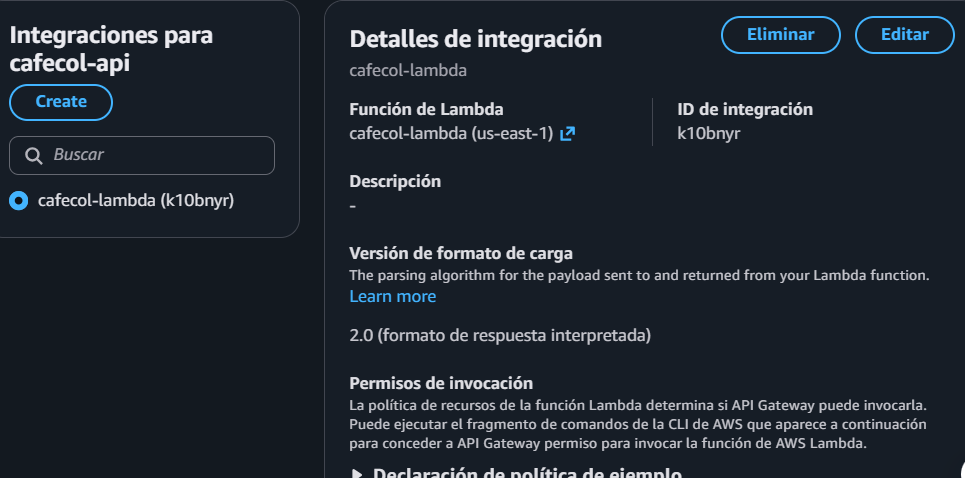 Integraciones para
cafecol-api
Create
Buscar
cafecol-lambda (k10bnyr)
Detalles de integración
Eliminar
Editar
cafecol-lambda
Función de Lambda
cafecol-lambda (us-east-1)
ID de integración
k10bnyr
Descripción
-
Versión de formato de carga
The parsing algorithm for the payload sent to and returned from your Lambda function.
Learn more
2.0 (formato de respuesta interpretada)
Permisos de invocación
La política de recursos de la función Lambda determina si API Gateway puede invocarla.
Puede ejecutar el fragmento de comandos de la CLI de AWS que aparece a continuación
para conceder a API Gateway permiso para invocar la función de AWS Lambda.
Declaración de política de ejemplo